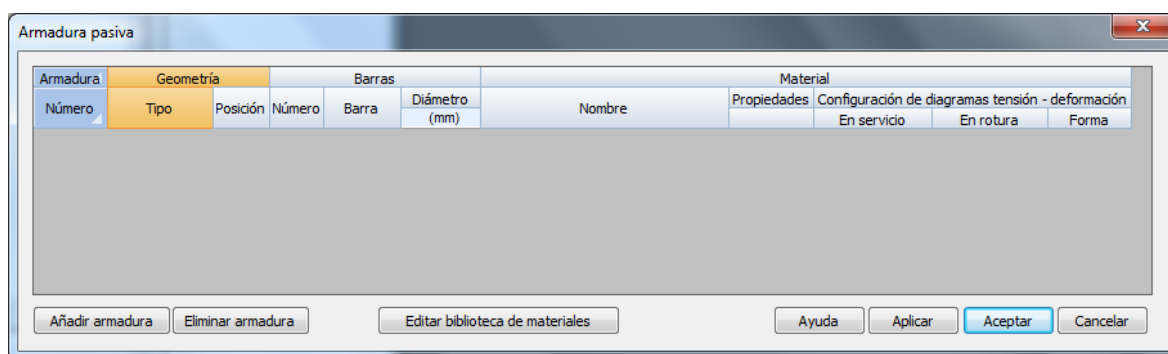 Armadura pasiva
Armadura Geometría Barras Material
Número Tipo Posición Número Barra Diámetro Nombre Propiedades Configuración de diagramas tensión - deformación
(mm) En servicio En rotura Forma
Añadir armadura Eliminar armadura Editar biblioteca de materiales Ayuda Aplicar Aceptar Cancelar